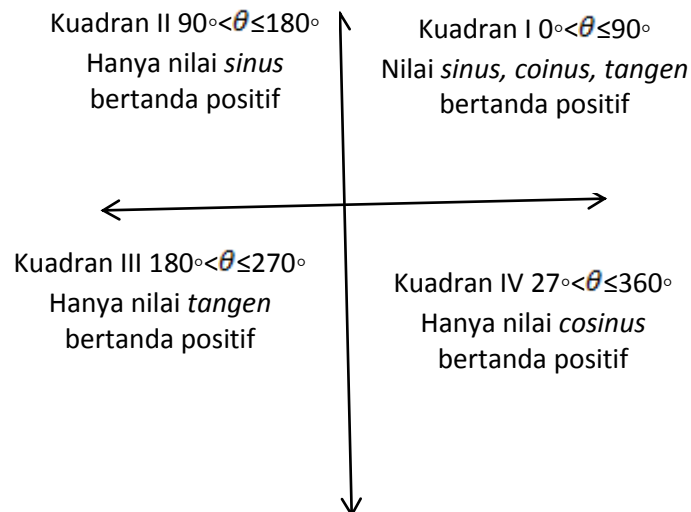 Kuadran II 90◦<θ≤180◦
Hanya nilai sinus
bertanda positif
Kuadran I 0◦<θ≤90◦
Nilai sinus, coinus, tangen
bertanda positif
Kuadran III 180◦<θ≤270◦
Hanya nilai tangen
bertanda positif
Kuadran IV 27◦<θ≤360◦
Hanya nilai cosinus
bertanda positif